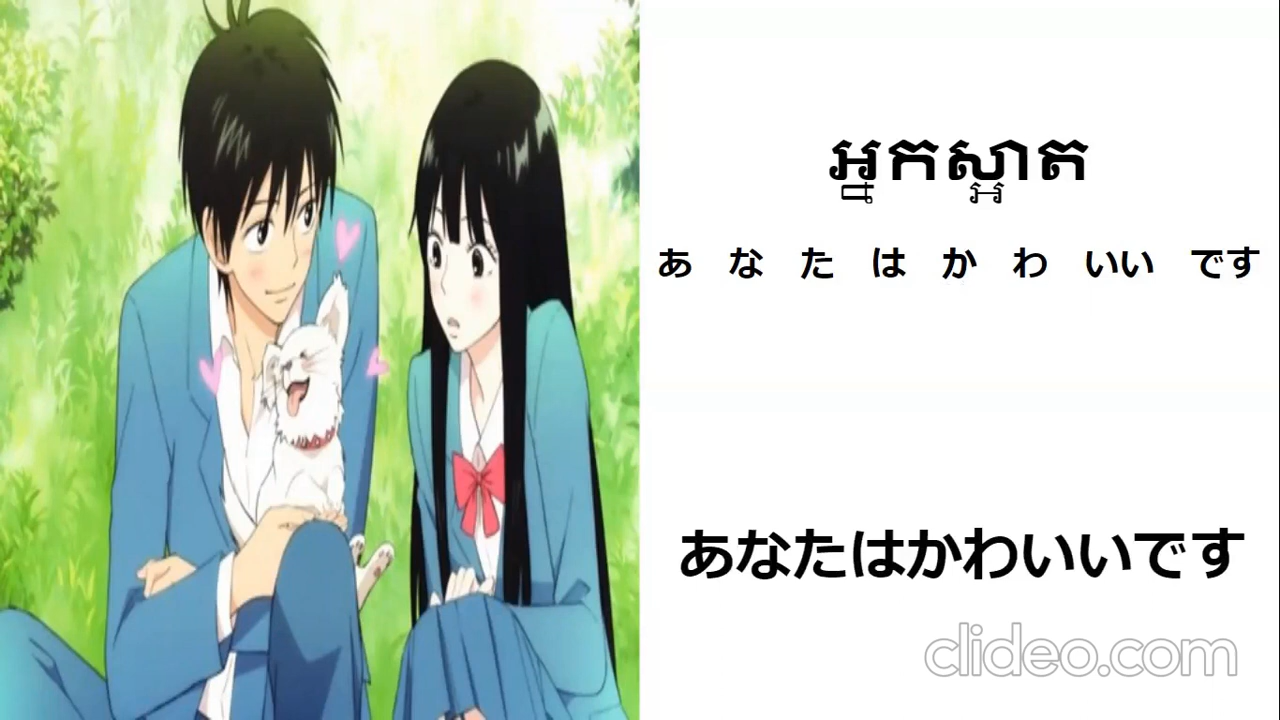 អ្នកស្អាត
あ な た は か わ いい です
あなたはかわいいです
clideo.com